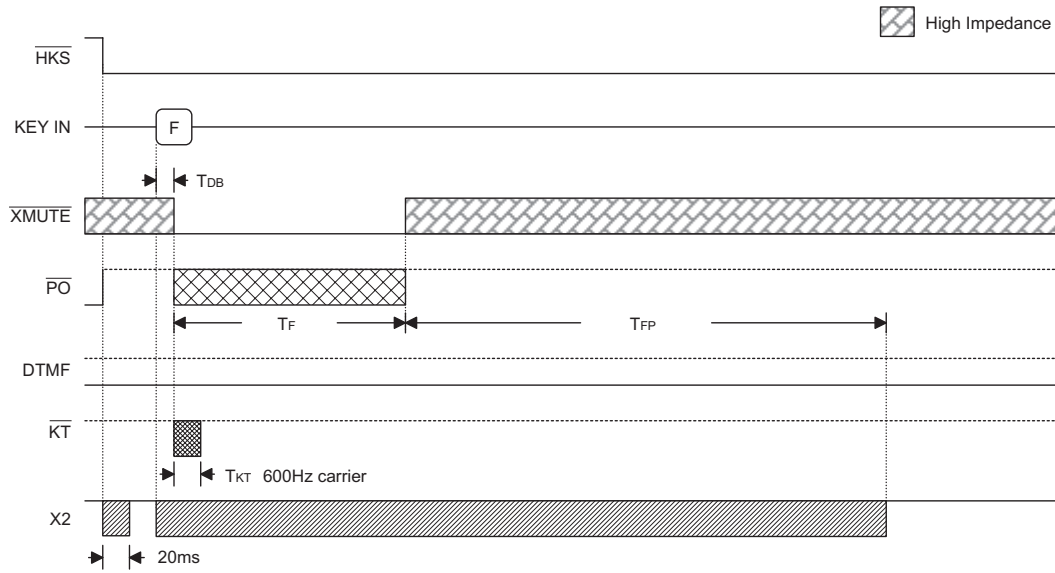 High Impedance
HKS
KEY IN
F
TDB
XMUTE
PO
TF
TFP
DTMF
KT
TKT 600Hz carrier
X2
20ms